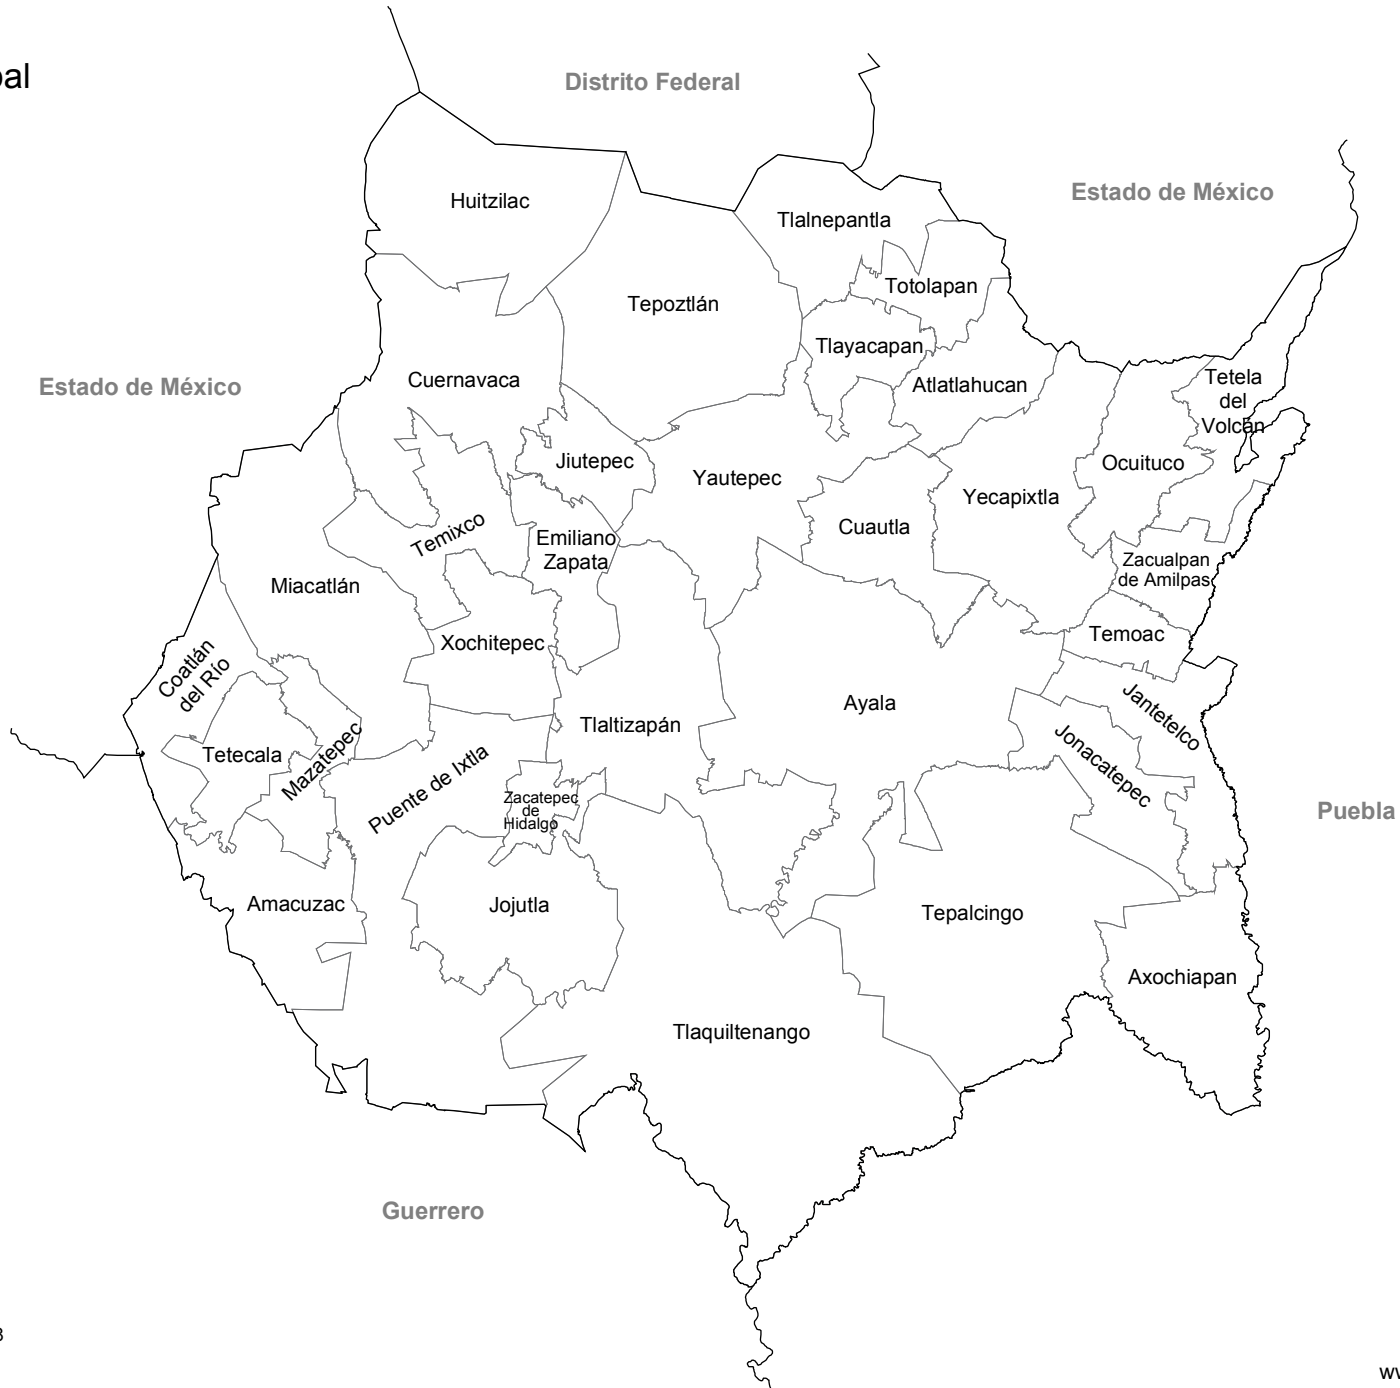 pal
Distrito Federal
Estado de México
Huitzilac
Tlalnepantla
Totolapan
Tepoztlán
Tlayacapan
Cuernavaca
Atlatlahucan
Estado de México
Tetela
del
Volcán
Jiutepec
Ocuituco
Yautepec
Yecapixtla
Temixco
Cuautla
Emiliano
Zapata
Zacualpan
de Amilpas
Miacatlán
Temoac
Xochitepec
Coatlán
del Río
Ayala
Jantetelco
Tlaltizapán
Tetecala
Mazatepec
Jonacatepec
Puente de Ixtla
Zacatepec
de
Hidalgo
Puebla
Amacuzac
Jojutla
Tepalcingo
Axochiapan
Tlaquiltenango
Guerrero